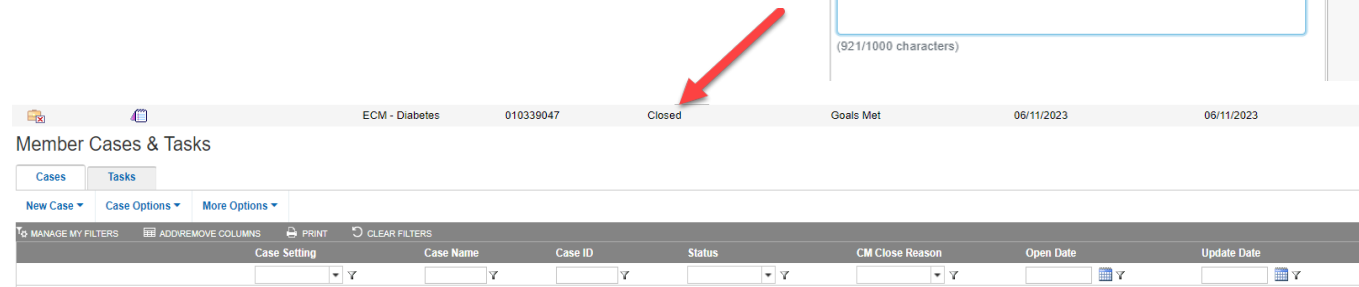 (921/1000 characters)
ECM - Diabetes 010339047 Closed Goals Met 06/11/2023 06/11/2023
Member Cases & Tasks
Cases Tasks
New Case Case Options More Options
MANAGE MY FILTERS ADD\REMOVE COLUMNS PRINT CLEAR FILTERS
Case Setting Case Name Case ID Status CM Close Reason Open Date Update Date